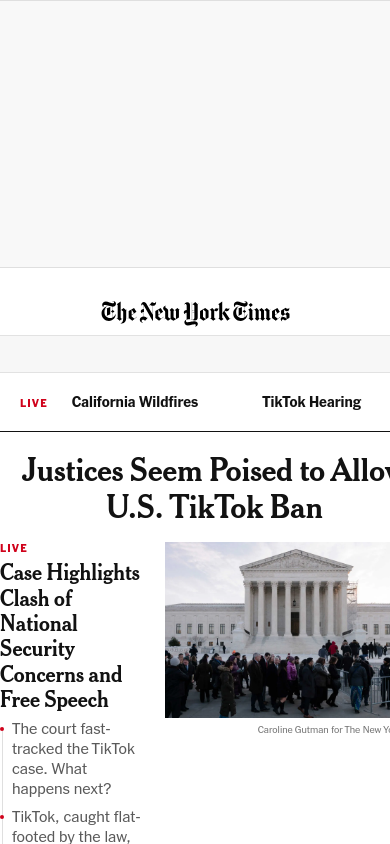 The New York Times
LIVE California Wildfires TikTok Hearing
Justices Seem Poised to Allow
U.S. TikTok Ban
LIVE
Case Highlights
Clash of
National
Security
Concerns and
Free Speech
The court fast-
tracked the TikTok
case. What
happens next?
TikTok, caught flat-
footed by the law,
Caroline Gutman for The New Yo